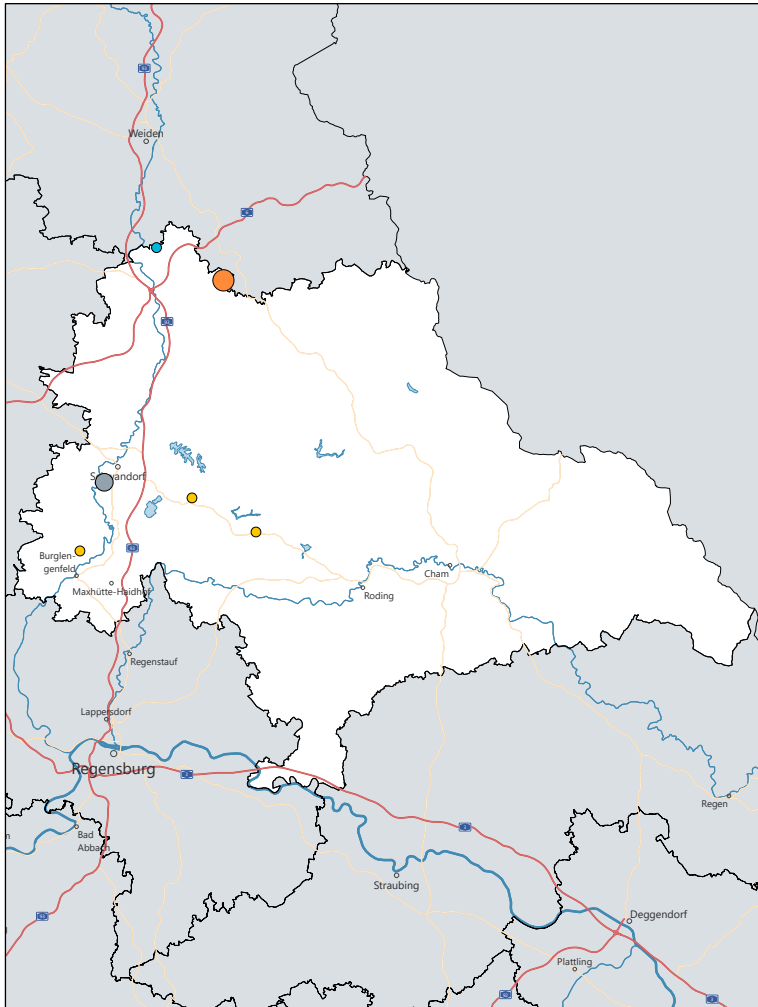 Weiden
Schwandorf
Burglen-
genfeld
Maxhütte-Haidhof
Cham
Roding
Regenstauf
Lappersdorf
Regensburg
Regen
Bad
Abbach
Straubing
Deggendorf
Plattling